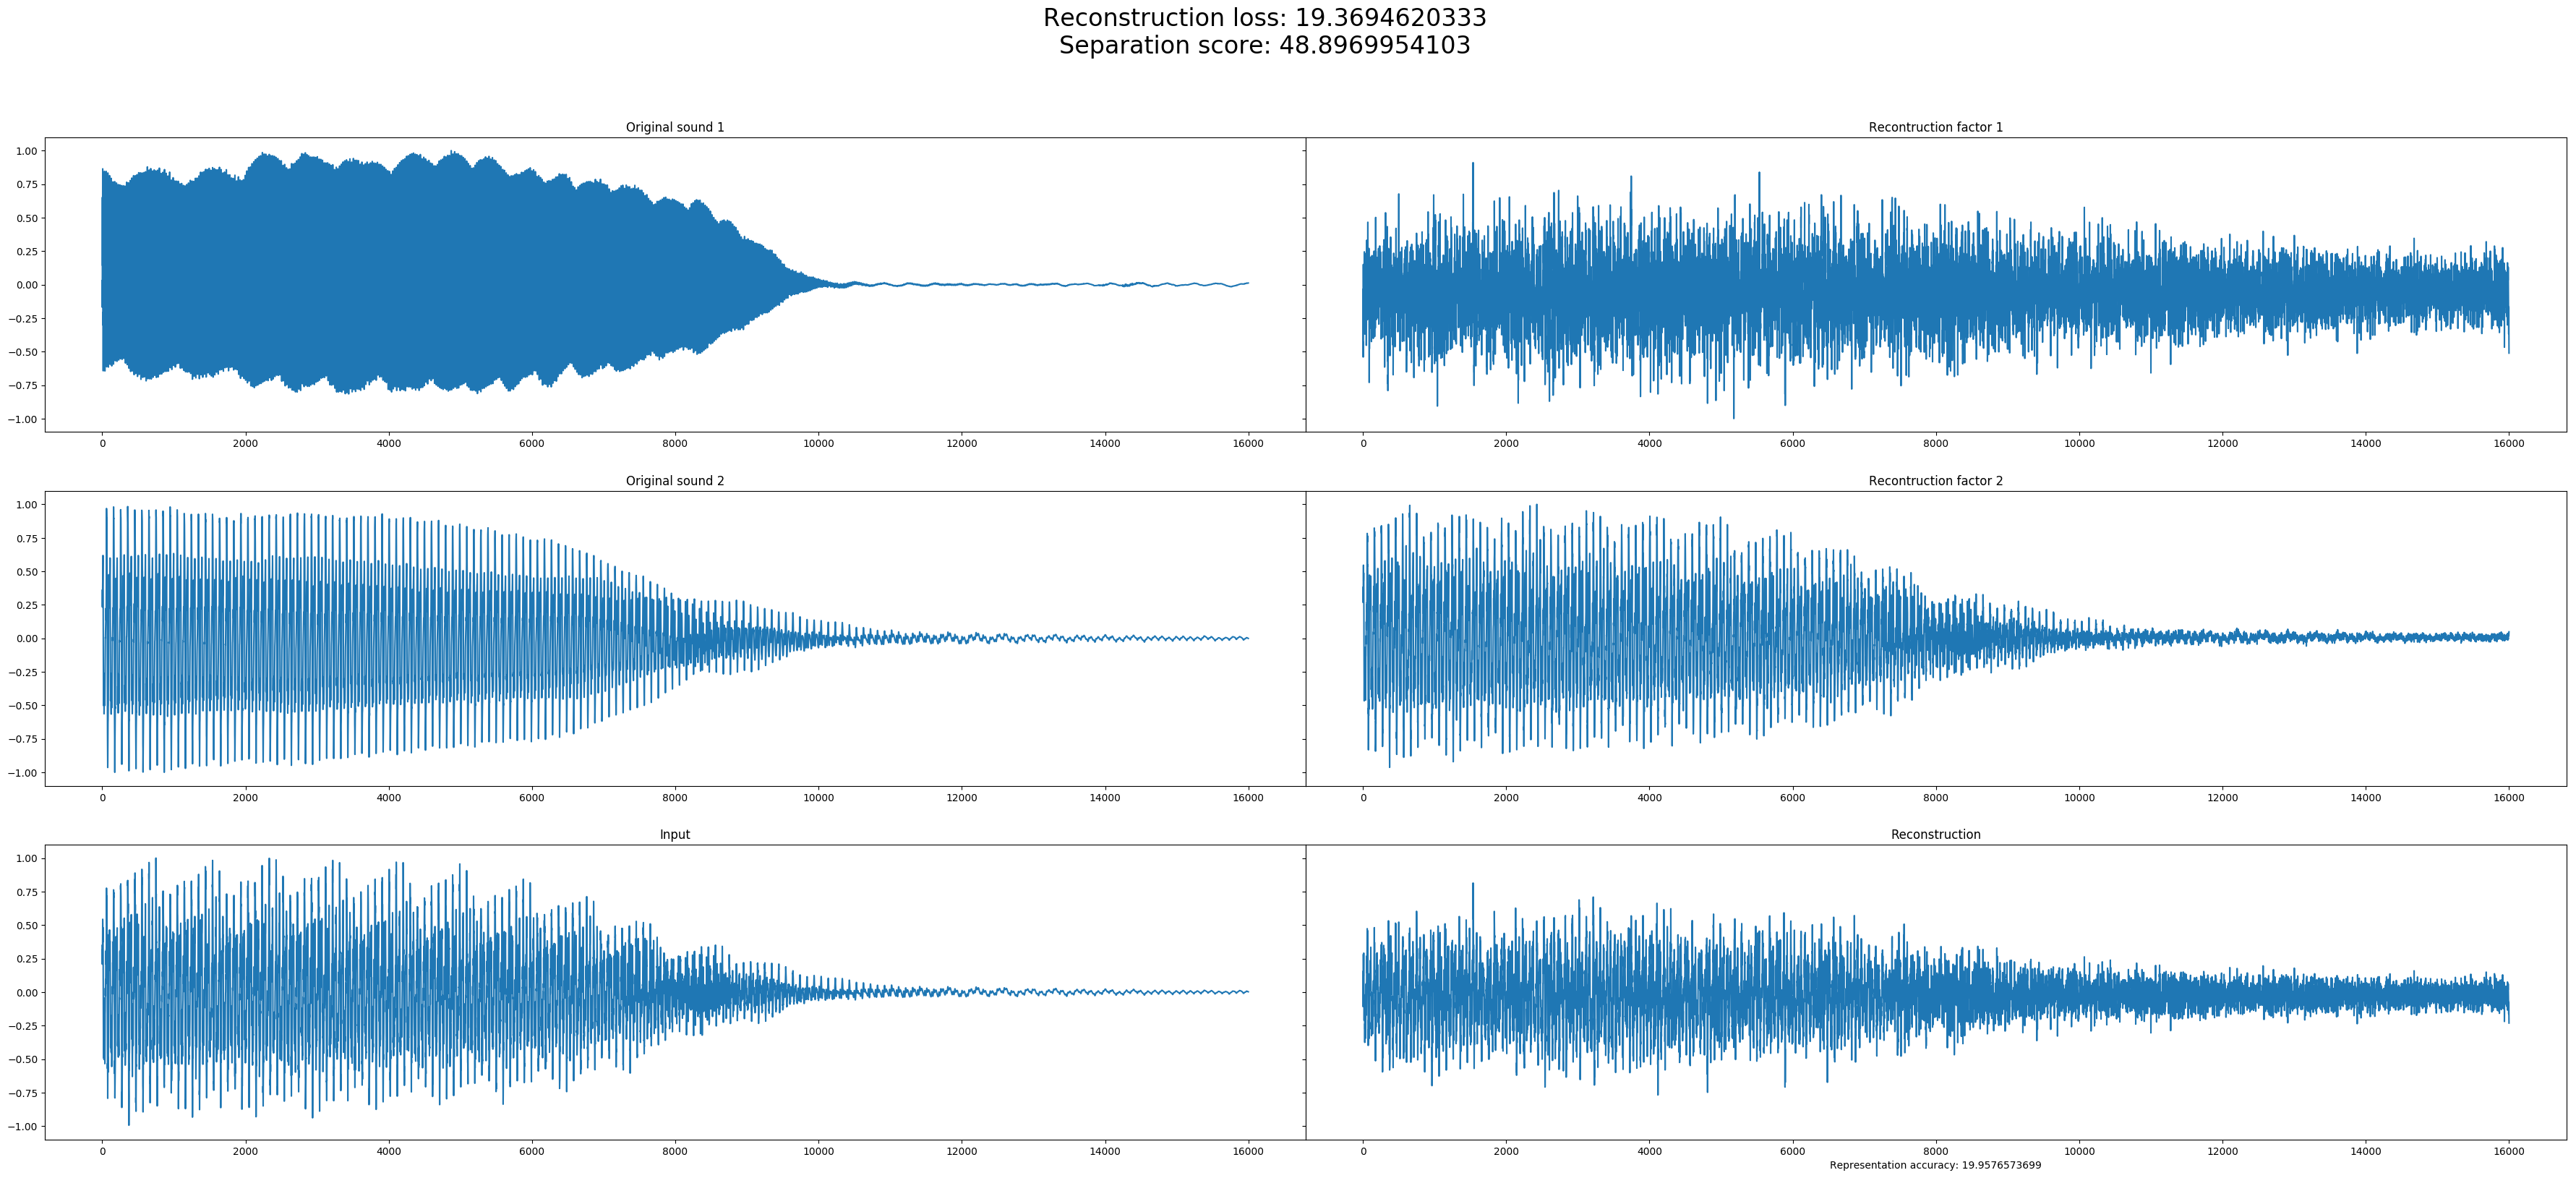 Reconstruction loss: 19.3694620333
Separation score: 48.8969954103
Original sound 1
Recontruction factor 1
1.00
0.75
0.50
0.25
0.00
−0.25
−0.50
−0.75
−1.00
0 2000 4000 6000 8000 10000 12000 14000 16000
0 2000 4000 6000 8000 10000 12000 14000 16000
Original sound 2
Recontruction factor 2
1.00
0.75
0.50
0.25
0.00
−0.25
−0.50
−0.75
−1.00
0 2000 4000 6000 8000 10000 12000 14000 16000
0 2000 4000 6000 8000 10000 12000 14000 16000
Input
Reconstruction
1.00
0.75
0.50
0.25
0.00
−0.25
−0.50
−0.75
−1.00
0 2000 4000 6000 8000 10000 12000 14000 16000
0 2000 4000 6000 8000 10000 12000 14000 16000
Representation accuracy: 19.9576573699